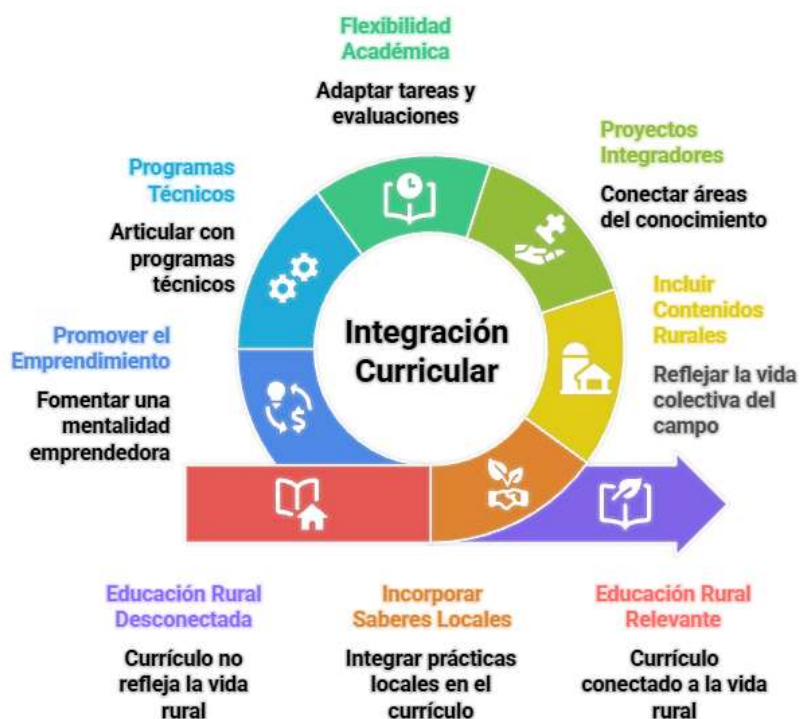 Flexibilidad
Académica
Adaptar tareas y
evaluaciones
Proyectos
Integradores
Conectar áreas
del conocimiento
Programas
Técnicos
Articular con
programas
técnicos
Incluir
Contenidos
Rurales
Reflejar la vida
colectiva del
campo
Integración
Curricular
Promover el
Emprendimiento
Fomentar una
mentalidad
emprendedora
$
Educación Rural
Desconectada
Currículo no
refleja la vida
rural
Incorporar
Saberes Locales
Integrar prácticas
locales en el
currículo
Educación Rural
Relevante
Currículo
conectado a la vida
rural